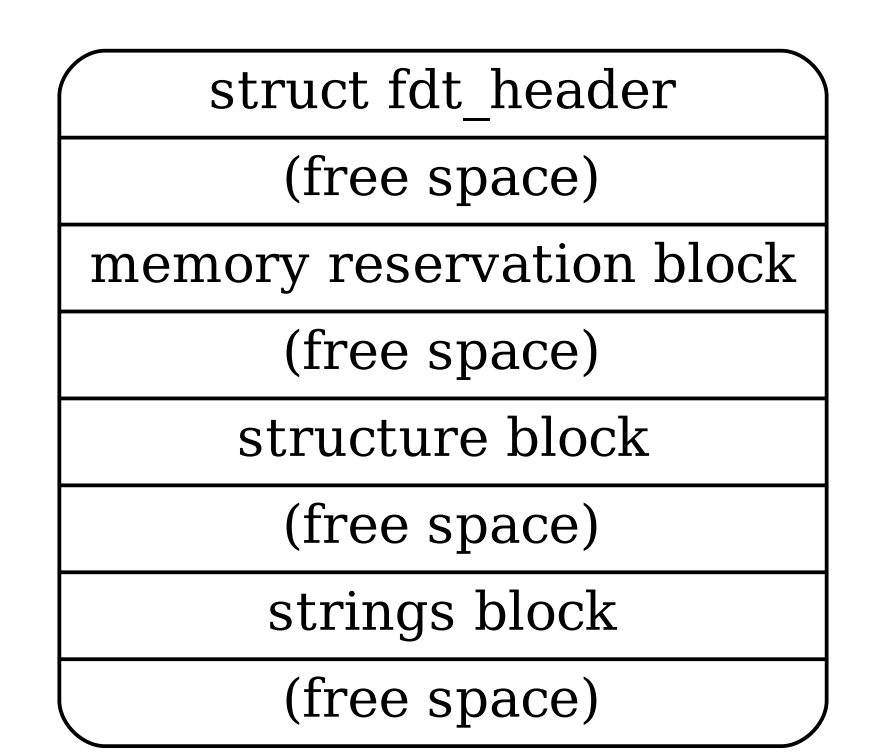 struct fdt_header
(free space)
memory reservation block
(free space)
structure block
(free space)
strings block
(free space)